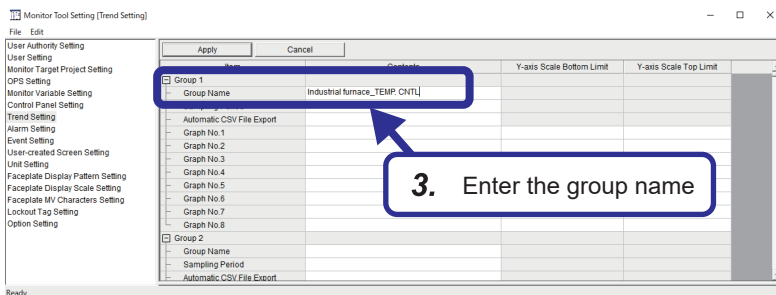 Monitor Tool Setting [Trend Setting]
File Edit
User Authority Setting
User Setting
Monitor Target Project Setting
OPS Setting
Monitor Variable Setting
Control Panel Setting
Trend Setting
Alarm Setting
Event Setting
User-created Screen Setting
Unit Setting
Faceplate Display Pattern Setting
Faceplate Display Scale Setting
Faceplate MV Characters Setting
Lockout Tag Setting
Option Setting
Apply Cancel
Item Contents Y-axis Scale Bottom Limit Y-axis Scale Top Limit
Group 1
Group Name Industrial furnace_TEMP. CNTL
Sampling Period
Automatic CSV File Export
Graph No.1
Graph No.2
Graph No.3
Graph No.4
Graph No.5
Graph No.6
Graph No.7
Graph No.8
Group 2
Group Name
Sampling Period
Automatic CSV File Export
3. Enter the group name
Ready